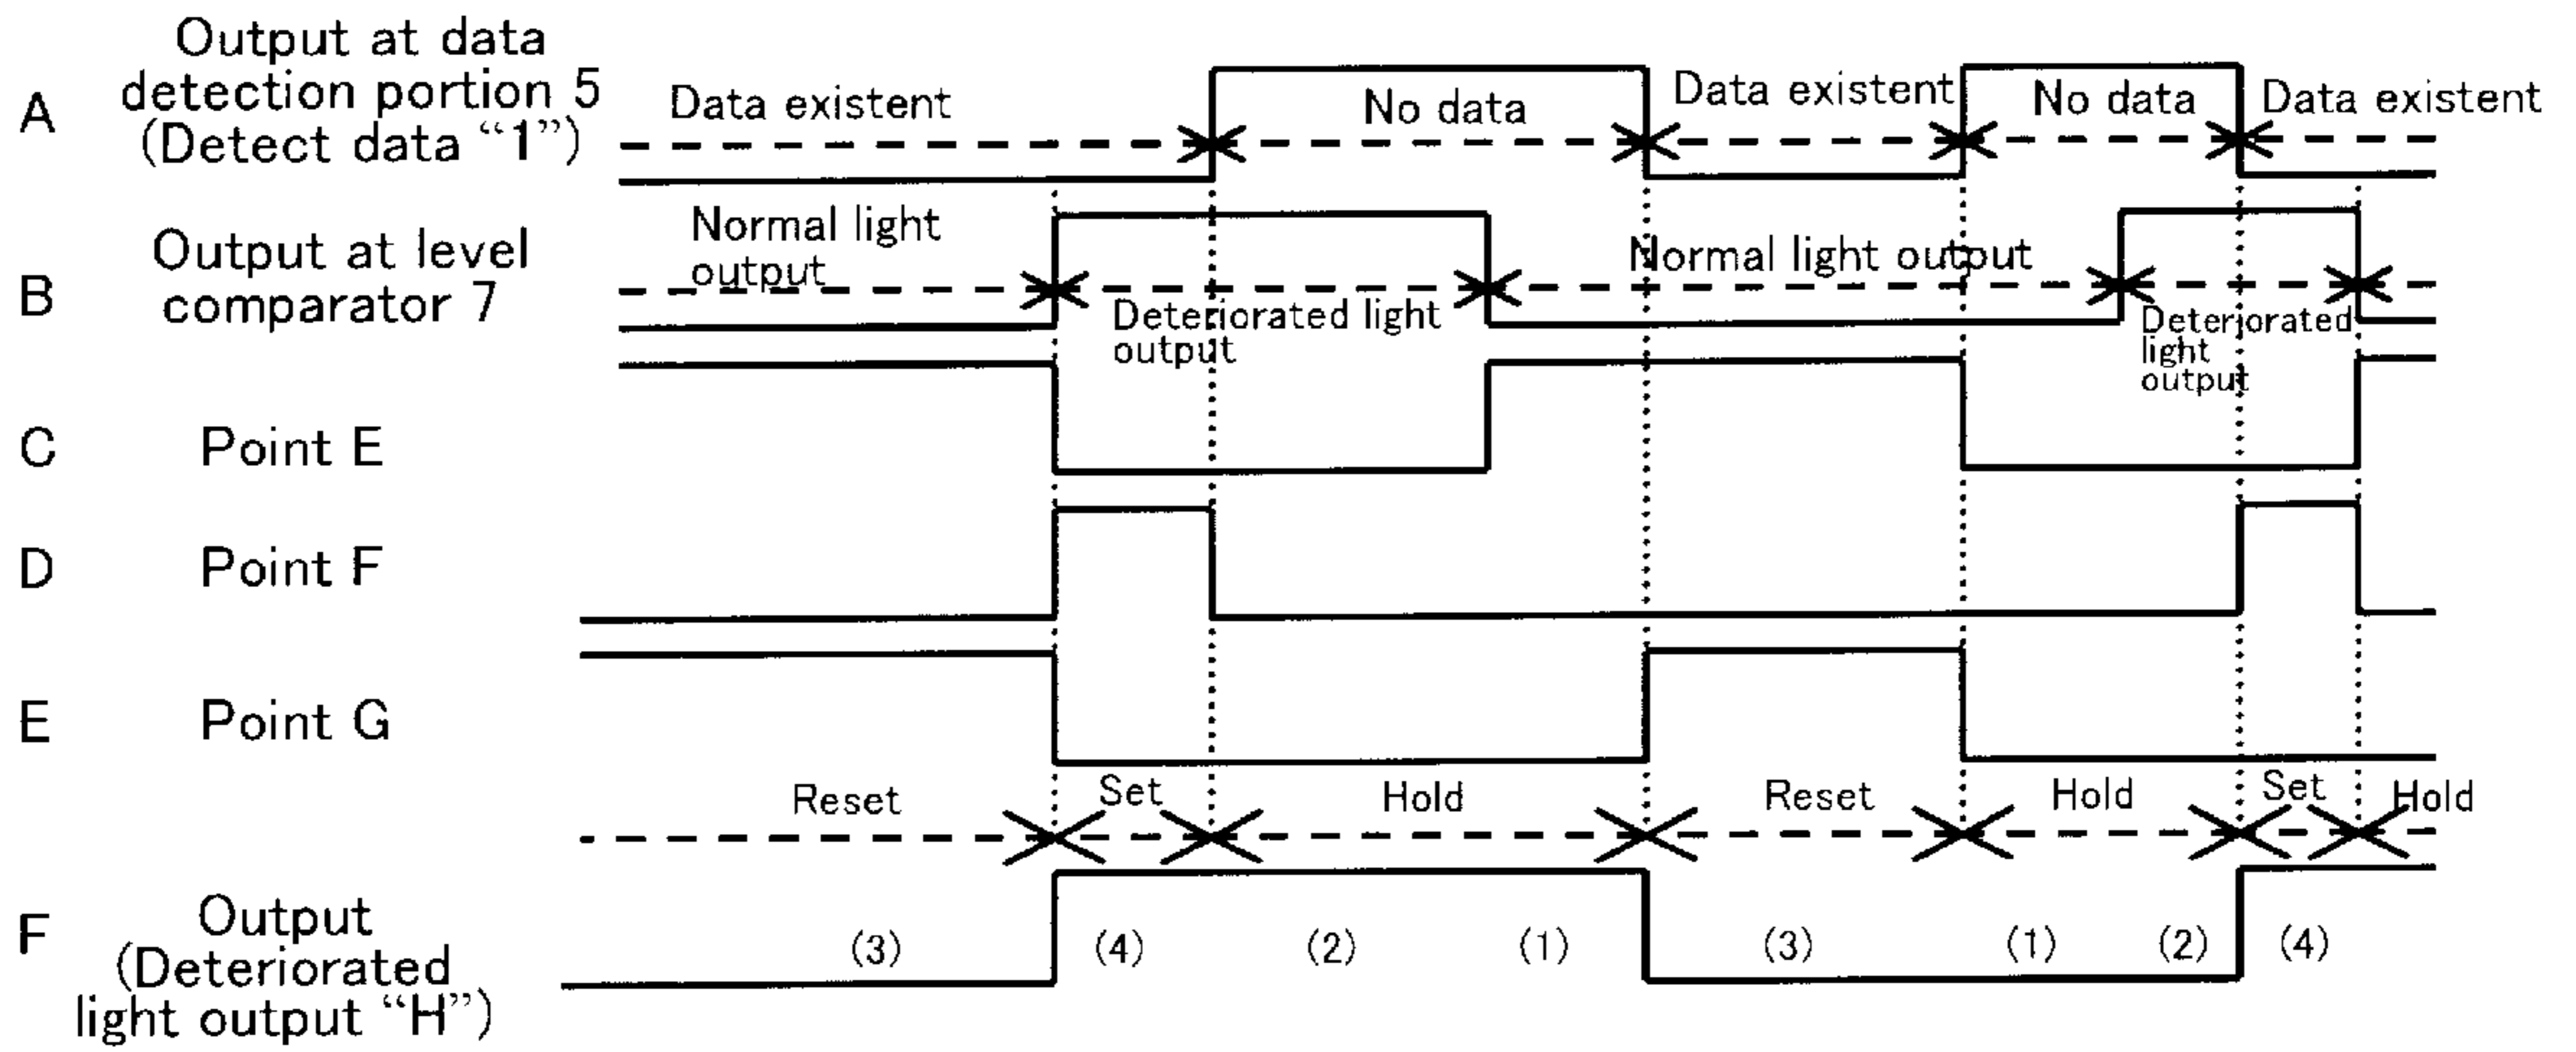 A
Output at data
detection portion 5
(Detect data “1”)
Data existent
No data
Data existent
No data
Data existent
B
Output at level
comparator 7
Normal light
output
Deteriorated light
output
Normal light output
Deteriorated
light
output
C
Point E
D
Point F
E
Point G
Reset
Set
Hold
Reset
Hold
Set
Hold
F
Output
(Deteriorated
light output “H”)
(3)
(4)
(2)
(1)
(3)
(1)
(2)
(4)